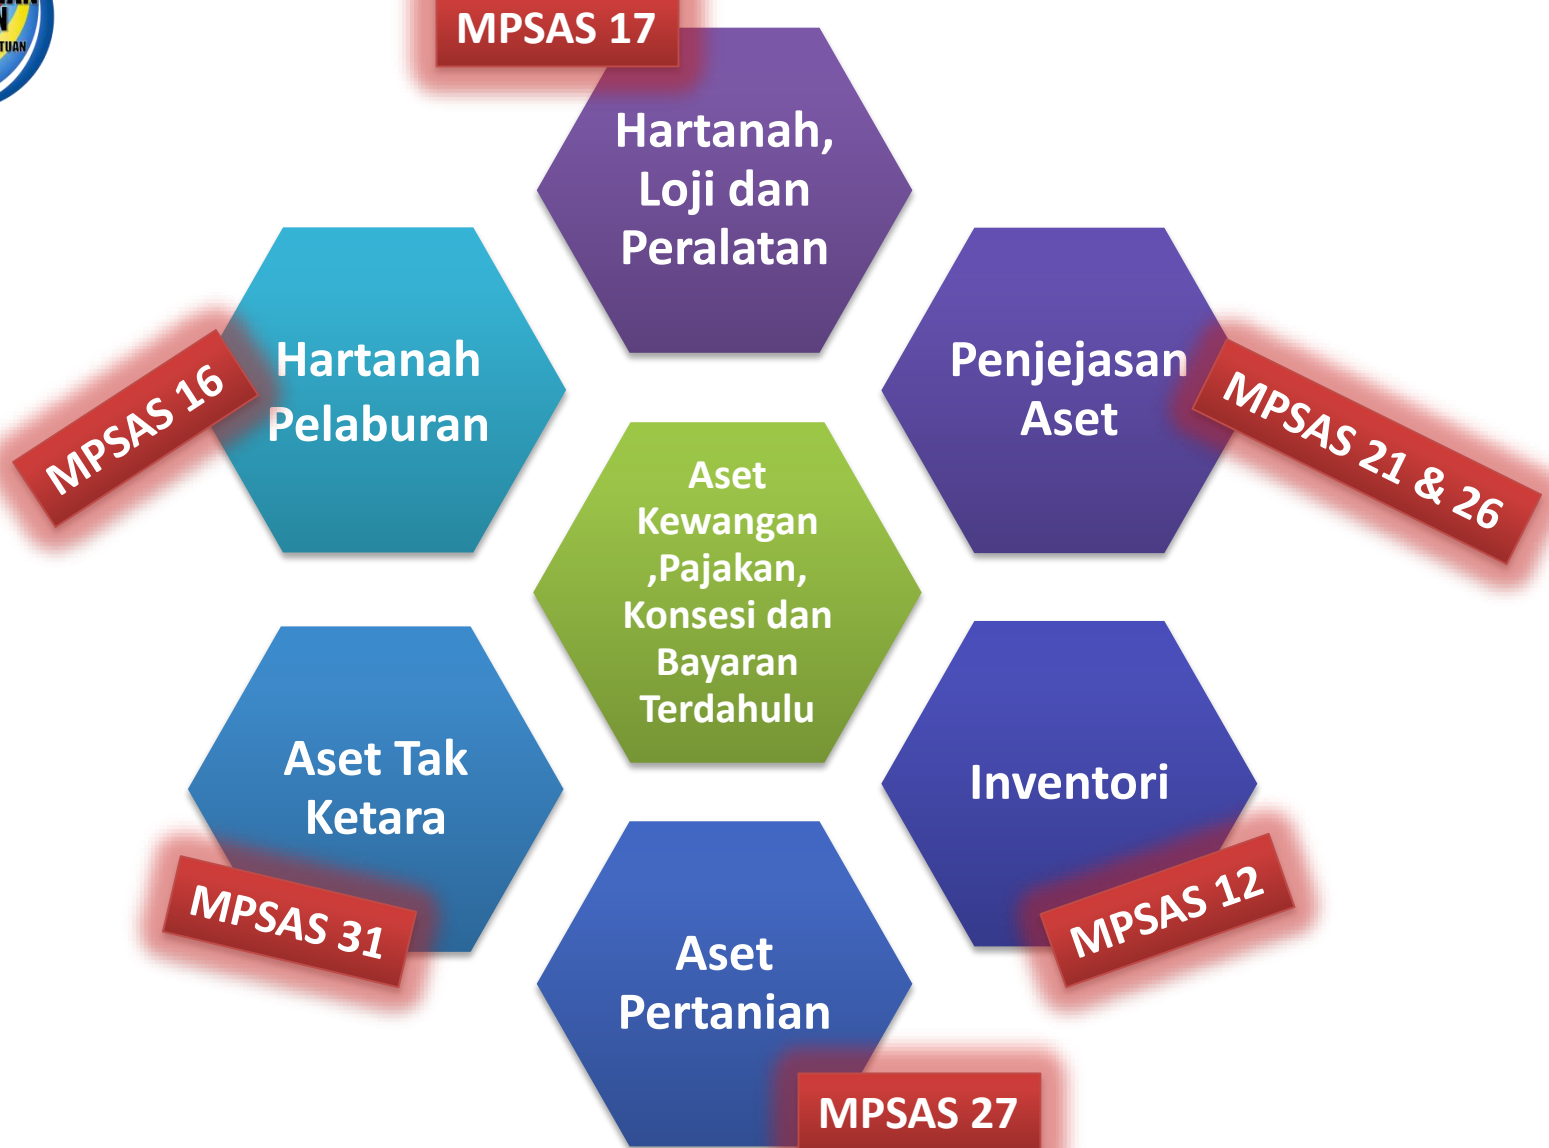 TUAN
MPSAS 17
Hartanah,
Loji dan
Peralatan
Hartanah
Pelaburan
MPSAS 16
Penjejasan
Aset
MPSAS 21 & 26
Aset
Kewangan
,Pajakan,
Konsesi dan
Bayaran
Terdahulu
Aset Tak
Ketara
MPSAS 31
Inventori
MPSAS 12
Aset
Pertanian
MPSAS 27